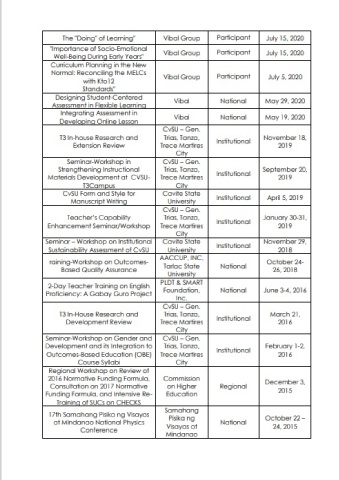 The "Doing" of Learning" Vibal Group Participant July 15, 2020
"Importance of Socio-Emotional
Well-Being During Early Years" Vibal Group Participant July 15, 2020
Curriculum Planning in the New
Normal: Reconciling the MELCs
with Kto12
Standards" Vibal Group Participant July 5, 2020
Designing Student-Centered
Assessment in Flexible Learning Vibal National May 29, 2020
Integrating Assessment in
Developing Online Lesson Vibal National May 19, 2020
T3 In-house Research and
Extension Review CvSU – Gen.
Trias, Tanza,
Trece Martires
City Institutional November 18,
2019
Seminar-Workshop in
Strengthening Instructional
Materials Development at CVSU-
T3Campus CvSU – Gen.
Trias, Tanza,
Trece Martires
City Institutional September 20,
2019
CvSU Form and Style for
Manuscript Writing Cavite State
University Institutional April 5, 2019
Teacher's Capability
Enhancement Seminar/Workshop CvSU – Gen.
Trias, Tanza,
Trece Martires
City Institutional January 30-31,
2019
Seminar – Workshop on Institutional
Sustainability Assessment of CvSU Cavite State
University Institutional November 29,
2018
raining-Workshop on Outcomes-
Based Quality Assurance AACCUP, INC.
Tarlac State
University National October 24-
26, 2018
2-Day Teacher Training on English
Proficiency: A Gabay Guro Project PLDT & SMART
Foundation,
Inc. National June 3-4, 2016
T3 In-House Research and
Development Review CvSU – Gen.
Trias, Tanza,
Trece Martires
City Institutional March 21,
2016
Seminar-Workshop on Gender and
Development and its Integration to
Outcomes-Based Education (OBE)
Course Syllabi CvSU – Gen.
Trias, Tanza,
Trece Martires
City Institutional February 1-2,
2016
Regional Workshop on Review of
2016 Normative Funding Formula,
Consultation on 2017 Normative
Funding Formula, and Intensive Re-
Training of SUCs on CHECKS Commission
on Higher
Education Regional December 3,
2015
17th Samahang Pisika ng Visayas
at Mindanao National Physics
Conference Samahang
Pisika ng
Visayas at
Mindanao National October 22 –
24, 2015